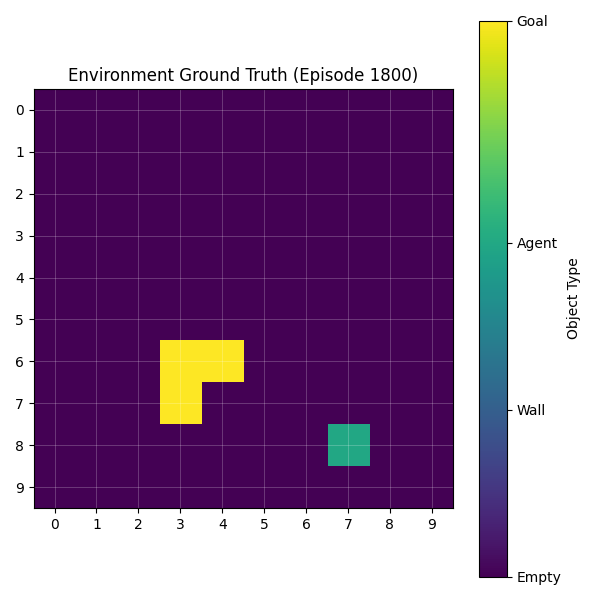 Environment Ground Truth (Episode 1800)
0
1
2
3
4
5
6
7
8
9
0 1 2 3 4 5 6 7 8 9
Goal
Agent
Wall
Empty
Object Type